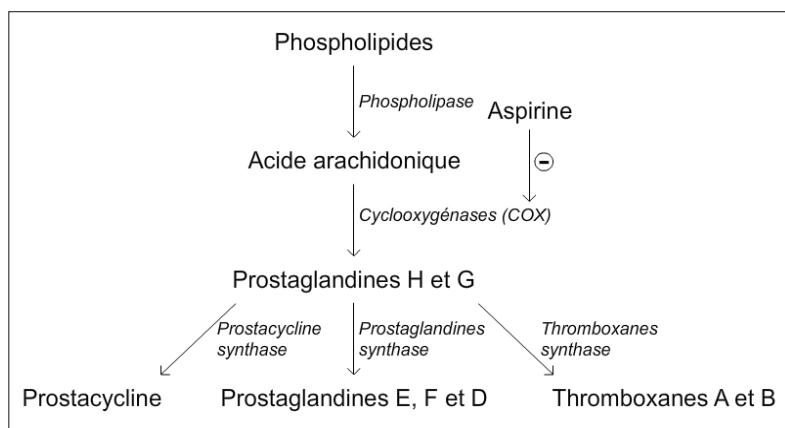 Phospholipides
Phospholipase
Aspirine
Acide arachidonique
Cyclooxygénases (COX)
Prostaglandines H et G
Prostacycline
synthase
Prostaglandines
synthase
Thromboxanes
synthase
Prostacycline
Prostaglandines E, F et D
Thromboxanes A et B